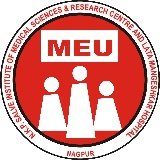 N.K.P. SALVE INSTITUTE OF MEDICAL SCIENCES & RESEARCH CENTRE AND LATA MANGESHKAR HOSPITAL
MEU
NAGPUR